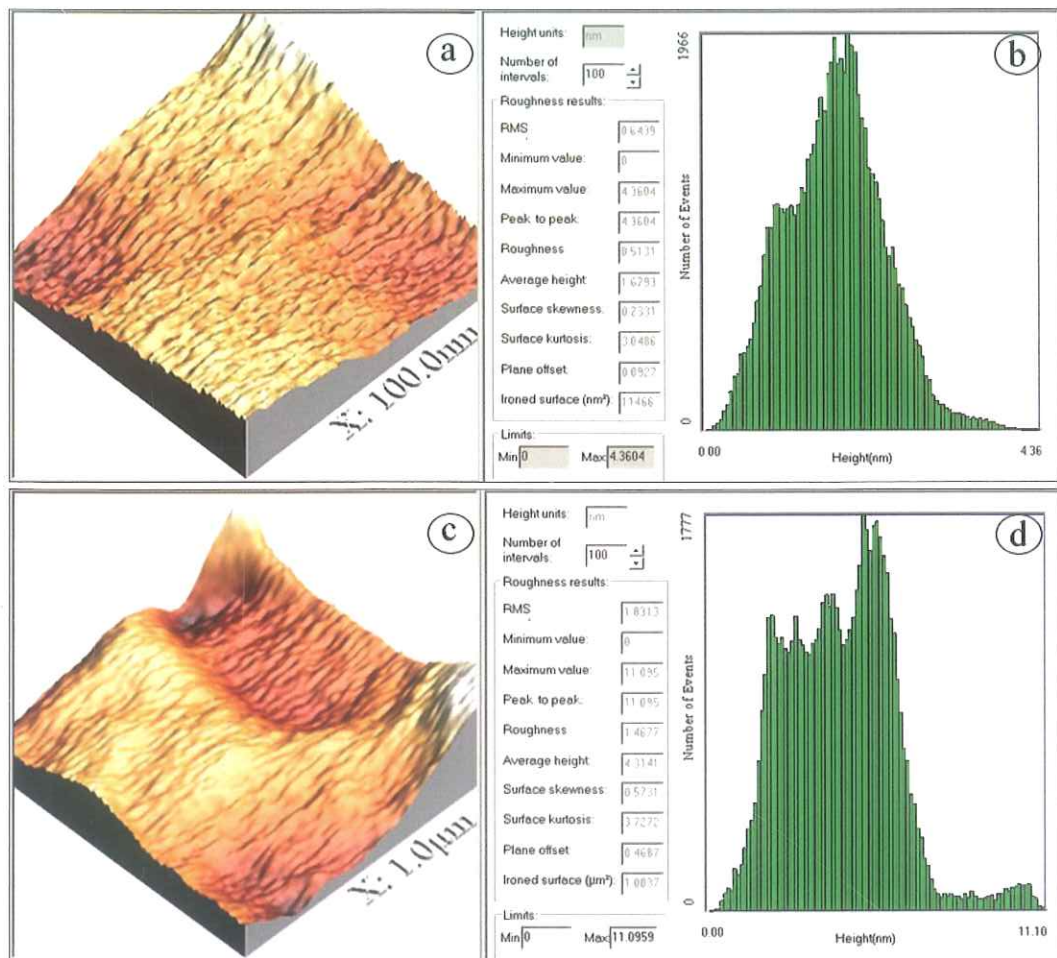 a
X: 100.0nm
Height units: nm
Number of
intervals: 100
Roughness results:
RMS 0.6439
Minimum value: 0
Maximum value 4.3604
Peak to peak 4.3604
Roughness 0.5131
Average height 1.6793
Surface skewness. 0.2331
Surface kurtosis: 3.0486
Plane offset 0.0927
Ironed surface (nm²): 11466
Limits:
Min 0 Max 4.3604
b
1966
Number of Events
0
0.00 4.36
Height(nm)
c
X: 1.0µm
Height units: nm
Number of
intervals. 100
Roughness results:
RMS
Minimum value: 0
Maximum value: 11.095
Peak to peak. 11.095
Roughness 1.4677
Average height 4.3141
Surface skewness: 0.5731
Surface kurtosis: 3.7272
Plane offset 0.4687
Ironed surface (µm²): 1.0037
Limits
Min 0 Max: 11.0959
d
1777
Number of Events
0
0.00 11.10
Height(nm)